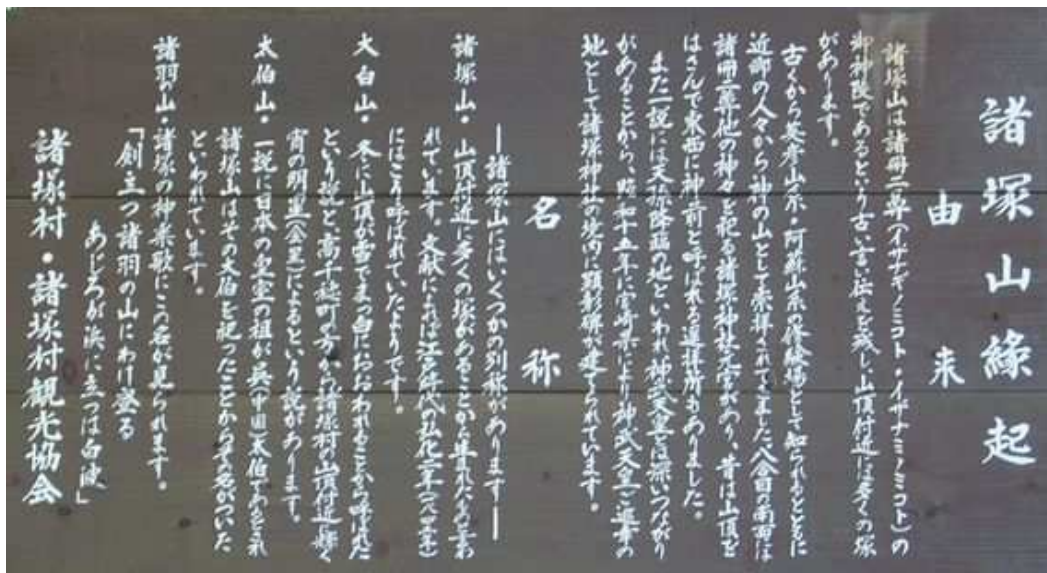 諸塚山縁起
由来
諸塚山は諸冊二尊(イザナギノミコト・イザナミノミコト)の
御神陵であるという古い言い伝えを残し、山頂付近には多くの塚
があります。
古くから英彦山系・阿蘇山系の修験場として知られるとともに
近郷の人々から神の山として崇拝されてきました。八合目の南面は
諸冊二尊他の神々を祀る諸塚神社元宮があり、昔は山頂を
はさんで東西に神前と呼ばれる遥拝所もありました。
また一説には天孫降臨の地といわれ神武天皇とは深いつながり
があることから、昭和十五年に宮崎県により神武天皇ご遺幸の
地として諸塚神社の境内に顕彰碑が建てられています。
名称
―諸塚山にはいくつかの別称があります―
諸塚山・山頂付近に多くの塚があることから並まれたものといわ
れています。文献によれば江戸時代の弘化二年(一八四五年)
にはこう呼ばれていたようです。
大白山・冬に山頂が雪でまっ白におおわれることから呼ばれた
という説と、高千穂町の方から諸塚村の山頂付近に輝く
宵の明星(金星)によるという説があります。
太伯山・一説に日本の皇室の祖が呉(中国)太伯であるとされ
諸塚山はその太伯を祀ったことからその名がついた
といわれています。
諸羽の山・諸塚の神楽歌にこの名が見られます。
「剣立つ諸羽の山にわけ登る
あじろが浜に立つは白波」
諸塚村・諸塚村観光協会